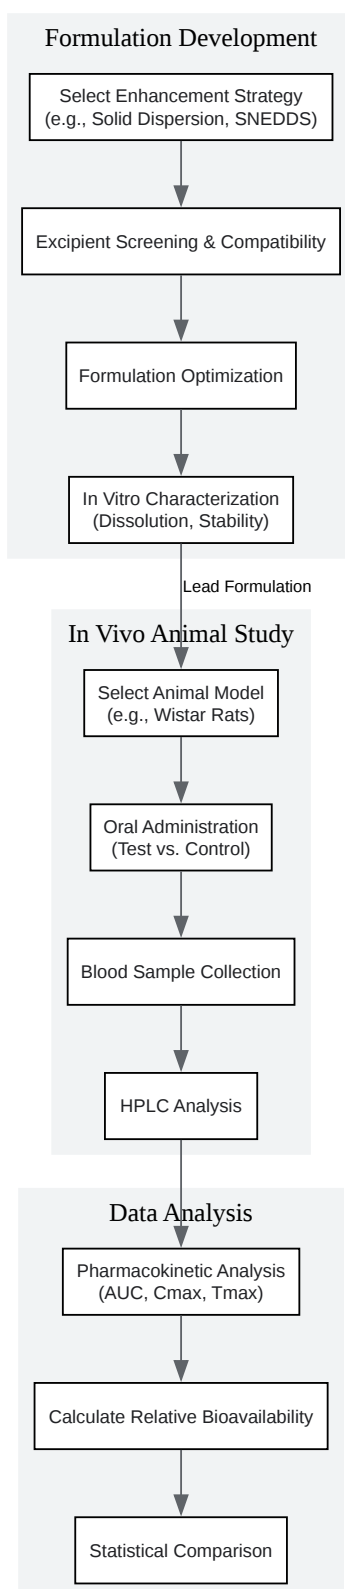 Formulation Development
Select Enhancement Strategy
(e.g., Solid Dispersion, SNEDDS)
Excipient Screening & Compatibility
Formulation Optimization
In Vitro Characterization
(Dissolution, Stability)
Lead Formulation
In Vivo Animal Study
Select Animal Model
(e.g., Wistar Rats)
Oral Administration
(Test vs. Control)
Blood Sample Collection
HPLC Analysis
Data Analysis
Pharmacokinetic Analysis
(AUC, Cmax, Tmax)
Calculate Relative Bioavailability
Statistical Comparison